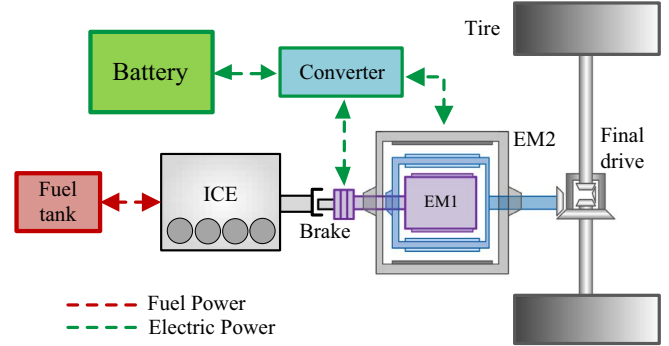 Tire
Battery
Converter
EM2
Final
drive
Fuel
tank
ICE
EM1
Brake
Fuel Power
Electric Power